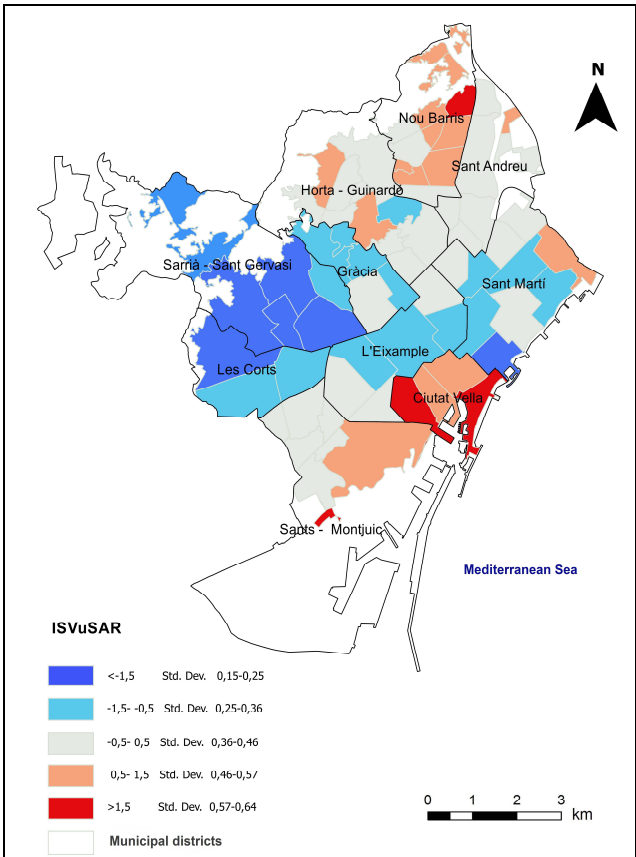 N
Nou Barris
Sant Andreu
Horta - Guinardó
Sarrià - Sant Gervasi
Gràcia
Sant Martí
L'Eixample
Les Corts
Ciutat Vella
Sants - Montjuic
Mediterranean Sea
ISVuSAR
<-1,5 Std. Dev. 0,15-0,25
-1,5- -0,5 Std. Dev. 0,25-0,36
-0,5- 0,5 Std. Dev. 0,36-0,46
0,5- 1,5 Std. Dev. 0,46-0,57
>1,5 Std. Dev. 0,57-0,64
Municipal districts
0 1 2 3
km